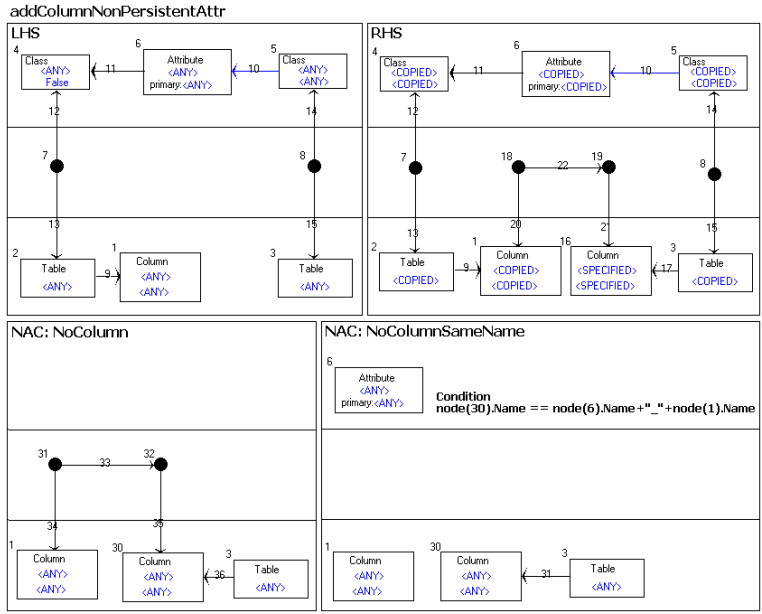 addColumnNonPersistentAttr
LHS
4
Class
<ANY>
False
11
6
Attribute
<ANY>
primary:<ANY>
10
5
Class
<ANY>
<ANY>
12
14
7
8
13
15
2
Table
<ANY>
9
1
Column
<ANY>
<ANY>
3
Table
<ANY>
RHS
4
Class
<COPIED>
<COPIED>
11
6
Attribute
<COPIED>
primary:<COPIED>
10
5
Class
<COPIED>
<COPIED>
12
14
7
18
22
19
8
13
20
21
15
2
Table
<COPIED>
9
1
Column
<COPIED>
<COPIED>
16
Column
<SPECIFIED>
<SPECIFIED>
17
3
Table
<COPIED>
NAC: NoColumn
31
33
32
34
35
1
Column
<ANY>
<ANY>
30
Column
<ANY>
<ANY>
36
3
Table
<ANY>
NAC: NoColumnSameName
6
Attribute
<ANY>
primary:<ANY>
Condition
node(30).Name == node(6).Name+"_"+node(1).Name
1
Column
<ANY>
<ANY>
30
Column
<ANY>
<ANY>
31
3
Table
<ANY>